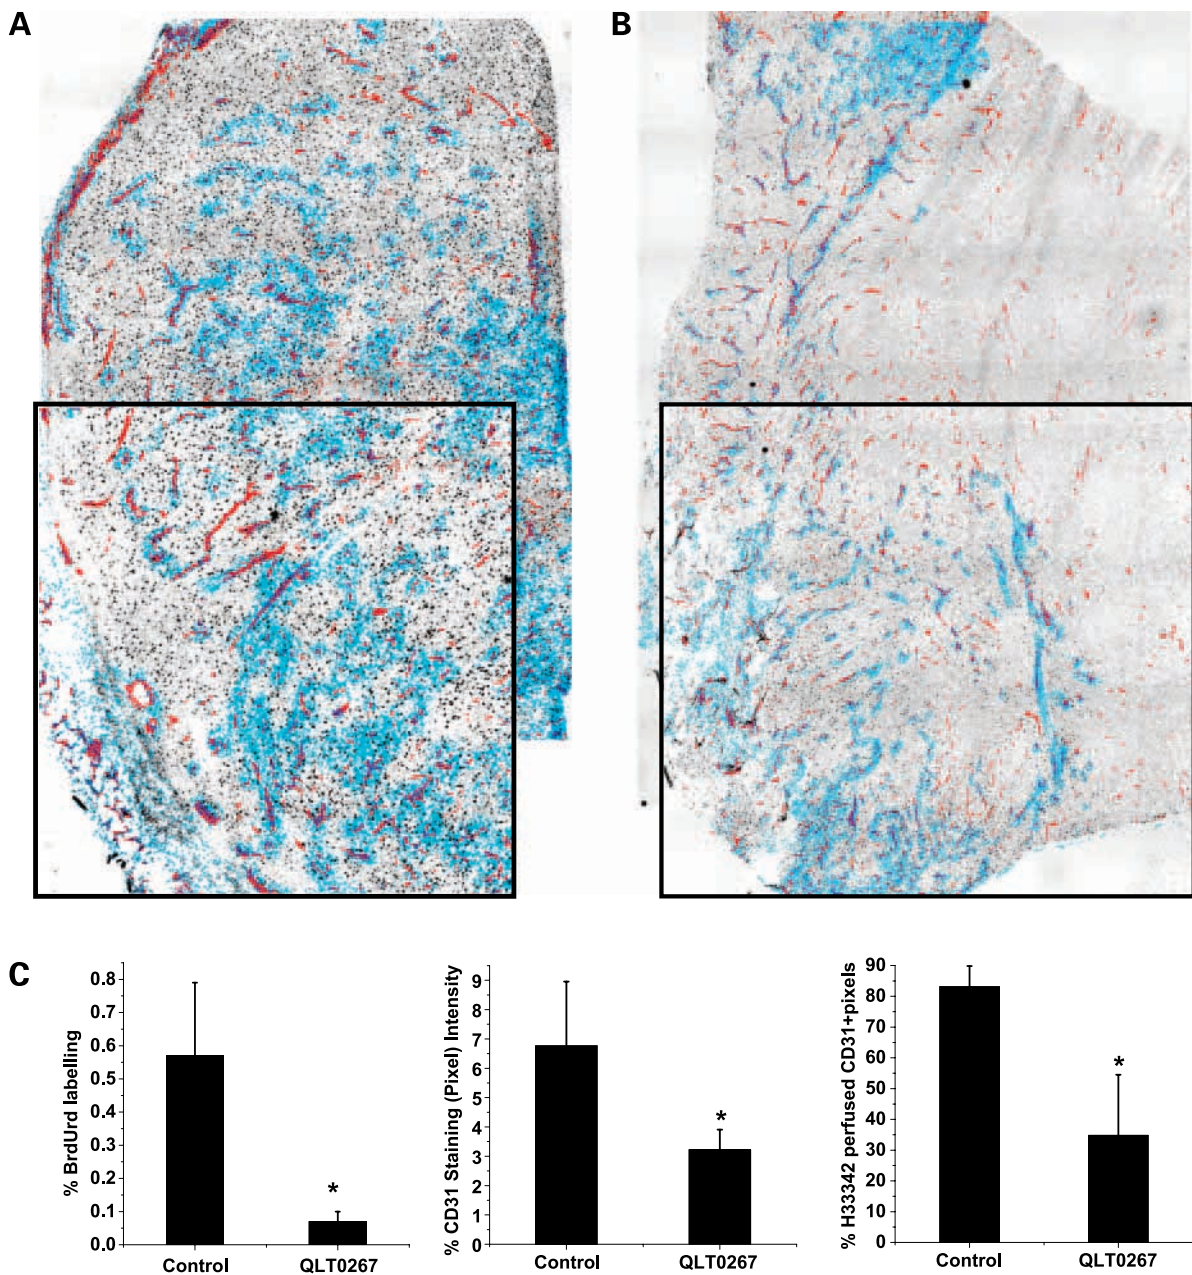 A
B
C
% BrdUrd labelling
0.8
0.7
0.6
0.5
0.4
0.3
0.2
0.1
0.0
*
Control
QLT0267
% CD31 Staining (Pixel) Intensity
9
8
7
6
5
4
3
2
1
0
*
Control
QLT0267
% H33342 perfused CD31+pixels
90
80
70
60
50
40
30
20
10
0
*
Control
QLT0267